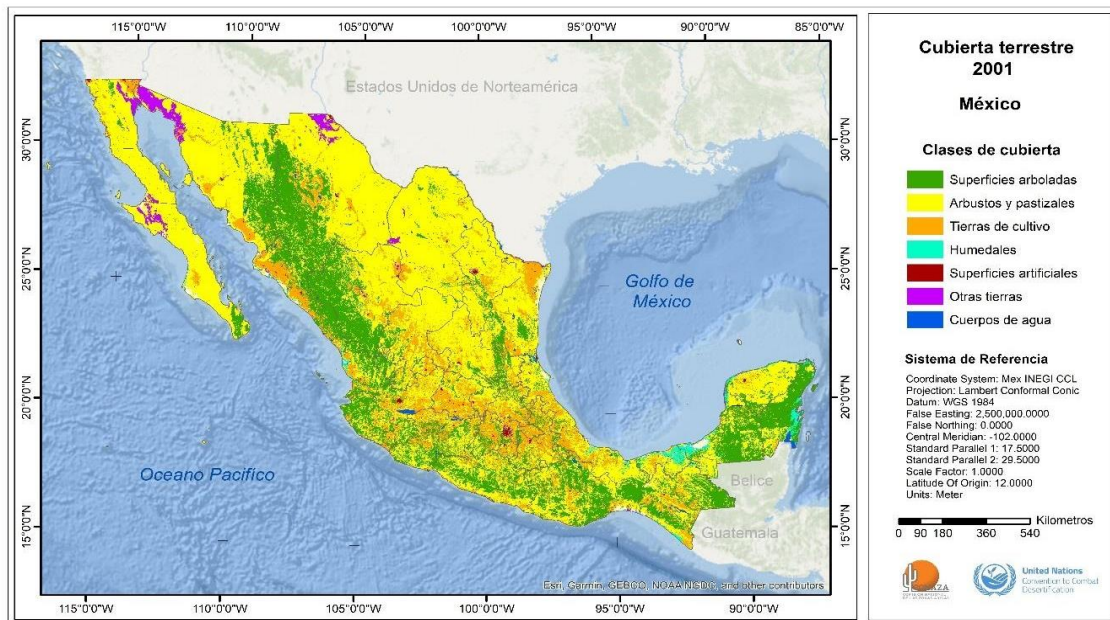 115°0'0"W 110°0'0"W 105°0'0"W 100°0'0"W 95°0'0"W 90°0'0"W 85°0'0"W
Estados Unidos de Norteamérica
30°0'0"N 30°0'0"N
25°0'0"N 25°0'0"N
20°0'0"N 20°0'0"N
15°0'0"N 15°0'0"N
Golfo de
México
Oceano Pacifico
Belice
Guatemala
Esri, Garmin, GEBCO, NOAA NGDC, and other contributors
115°0'0"W 110°0'0"W 105°0'0"W 100°0'0"W 95°0'0"W 90°0'0"W
Cubierta terrestre
2001
México
Clases de cubierta
Superficies arboladas
Arbustos y pastizales
Tierras de cultivo
Humedales
Superficies artificiales
Otras tierras
Cuerpos de agua
Sistema de Referencia
Coordinate System: Mex INEGI CCL
Projection: Lambert Conformal Conic
Datum: WGS 1984
False Easting: 2,500,000.0000
False Northing: 0.0000
Central Meridian: -102.0000
Standard Parallel 1: 17.5000
Standard Parallel 2: 29.5000
Scale Factor: 1.0000
Latitude Of Origin: 12.0000
Units: Meter
Kilometros
0 90 180 360 540
United Nations
Convention to Combat
Desertification